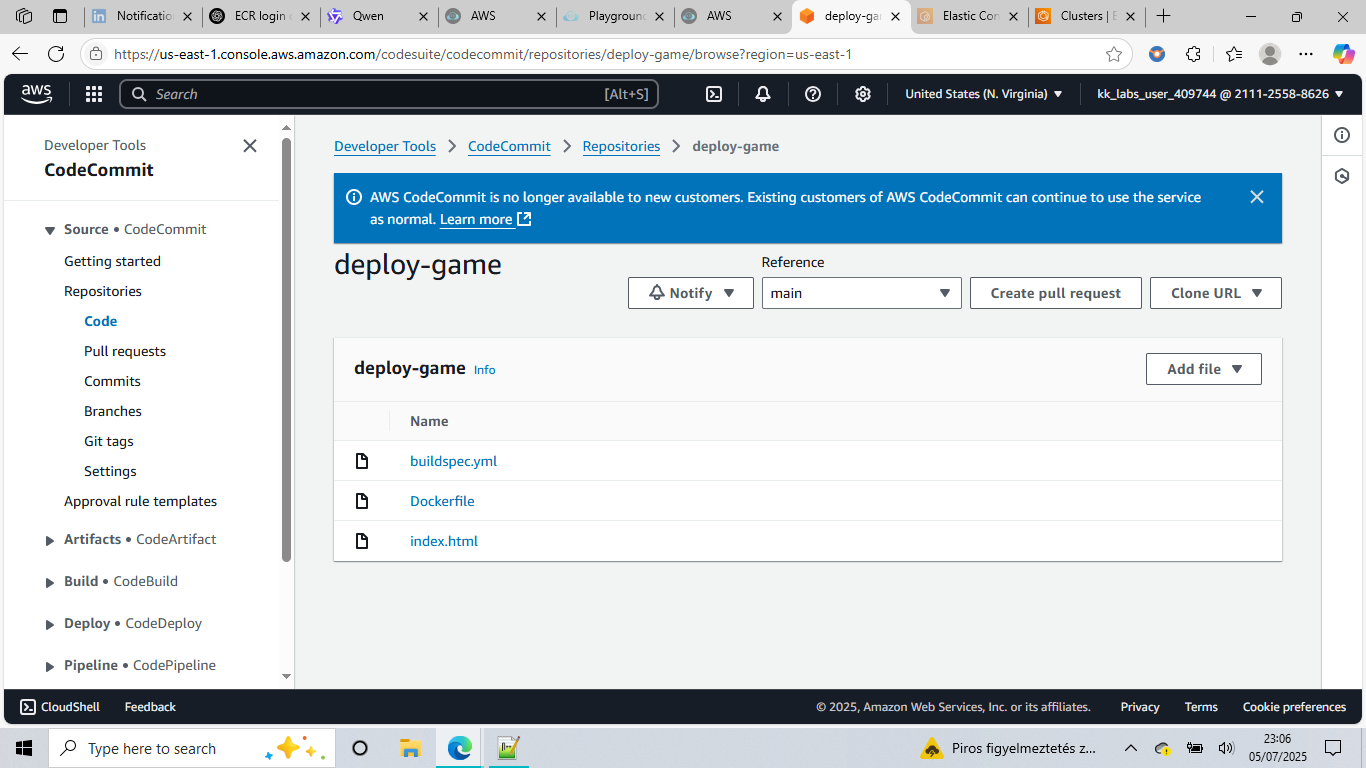 Notification
ECR login c
Qwen
AWS
Playground
AWS
deploy-gam
Elastic Con
Clusters | E
https://us-east-1.console.aws.amazon.com/codesuite/codecommit/repositories/deploy-game/browse?region=us-east-1
aws
Search
[Alt+S]
United States (N. Virginia)
kk_labs_user_409744 @ 2111-2558-8626
Developer Tools
CodeCommit
Source • CodeCommit
Getting started
Repositories
Code
Pull requests
Commits
Branches
Git tags
Settings
Approval rule templates
Artifacts • CodeArtifact
Build • CodeBuild
Deploy • CodeDeploy
Pipeline • CodePipeline
Developer Tools
CodeCommit
Repositories
deploy-game
AWS CodeCommit is no longer available to new customers. Existing customers of AWS CodeCommit can continue to use the service
as normal. Learn more
deploy-game
Reference
Notify
main
Create pull request
Clone URL
deploy-game Info
Add file
Name
buildspec.yml
Dockerfile
index.html
CloudShell
Feedback
© 2025, Amazon Web Services, Inc. or its affiliates.
Privacy
Terms
Cookie preferences
Type here to search
Piros figyelmeztetés z...
23:06
05/07/2025